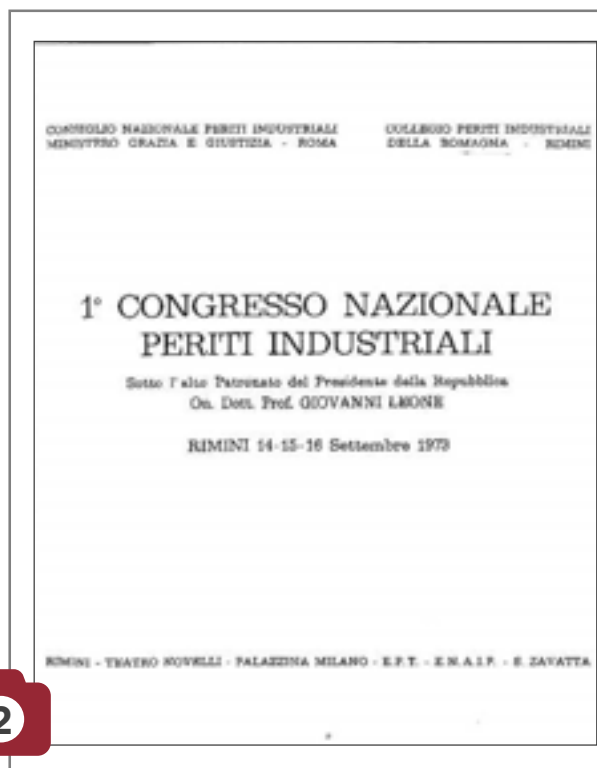 CONSIGLIO NAZIONALE PERITI INDUSTRIALI
MINISTERO GRAZIA E GIUSTIZIA - ROMA
COLLEGIO PERITI INDUSTRIALI
DELLA ROMAGNA - RIMINI
1° CONGRESSO NAZIONALE
PERITI INDUSTRIALI
Sotto l'alto Patronato del Presidente della Repubblica
On. Dott. Prof. GIOVANNI LEONE
RIMINI 14-15-16 Settembre 1973
RIMINI - TEATRO NOVELLI - PALAZZINA MILANO - E.P.T. - E.N.A.I.P. - S. ZAVATTA
2